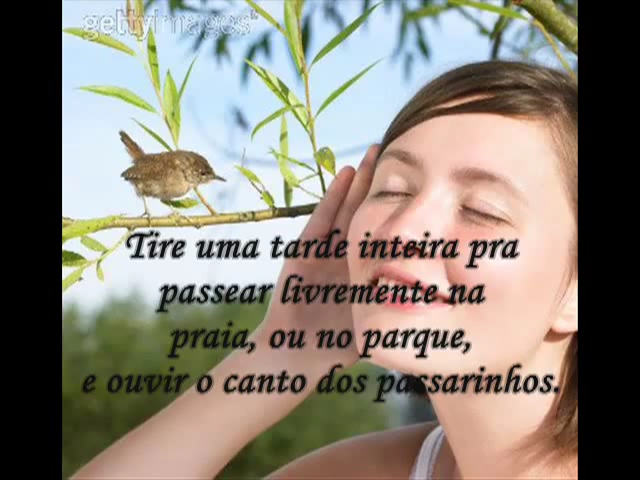 gettyimages®
Tire uma tarde inteira pra
passear livremente na
praia, ou no parque,
e ouvir o canto dos passarinhos.